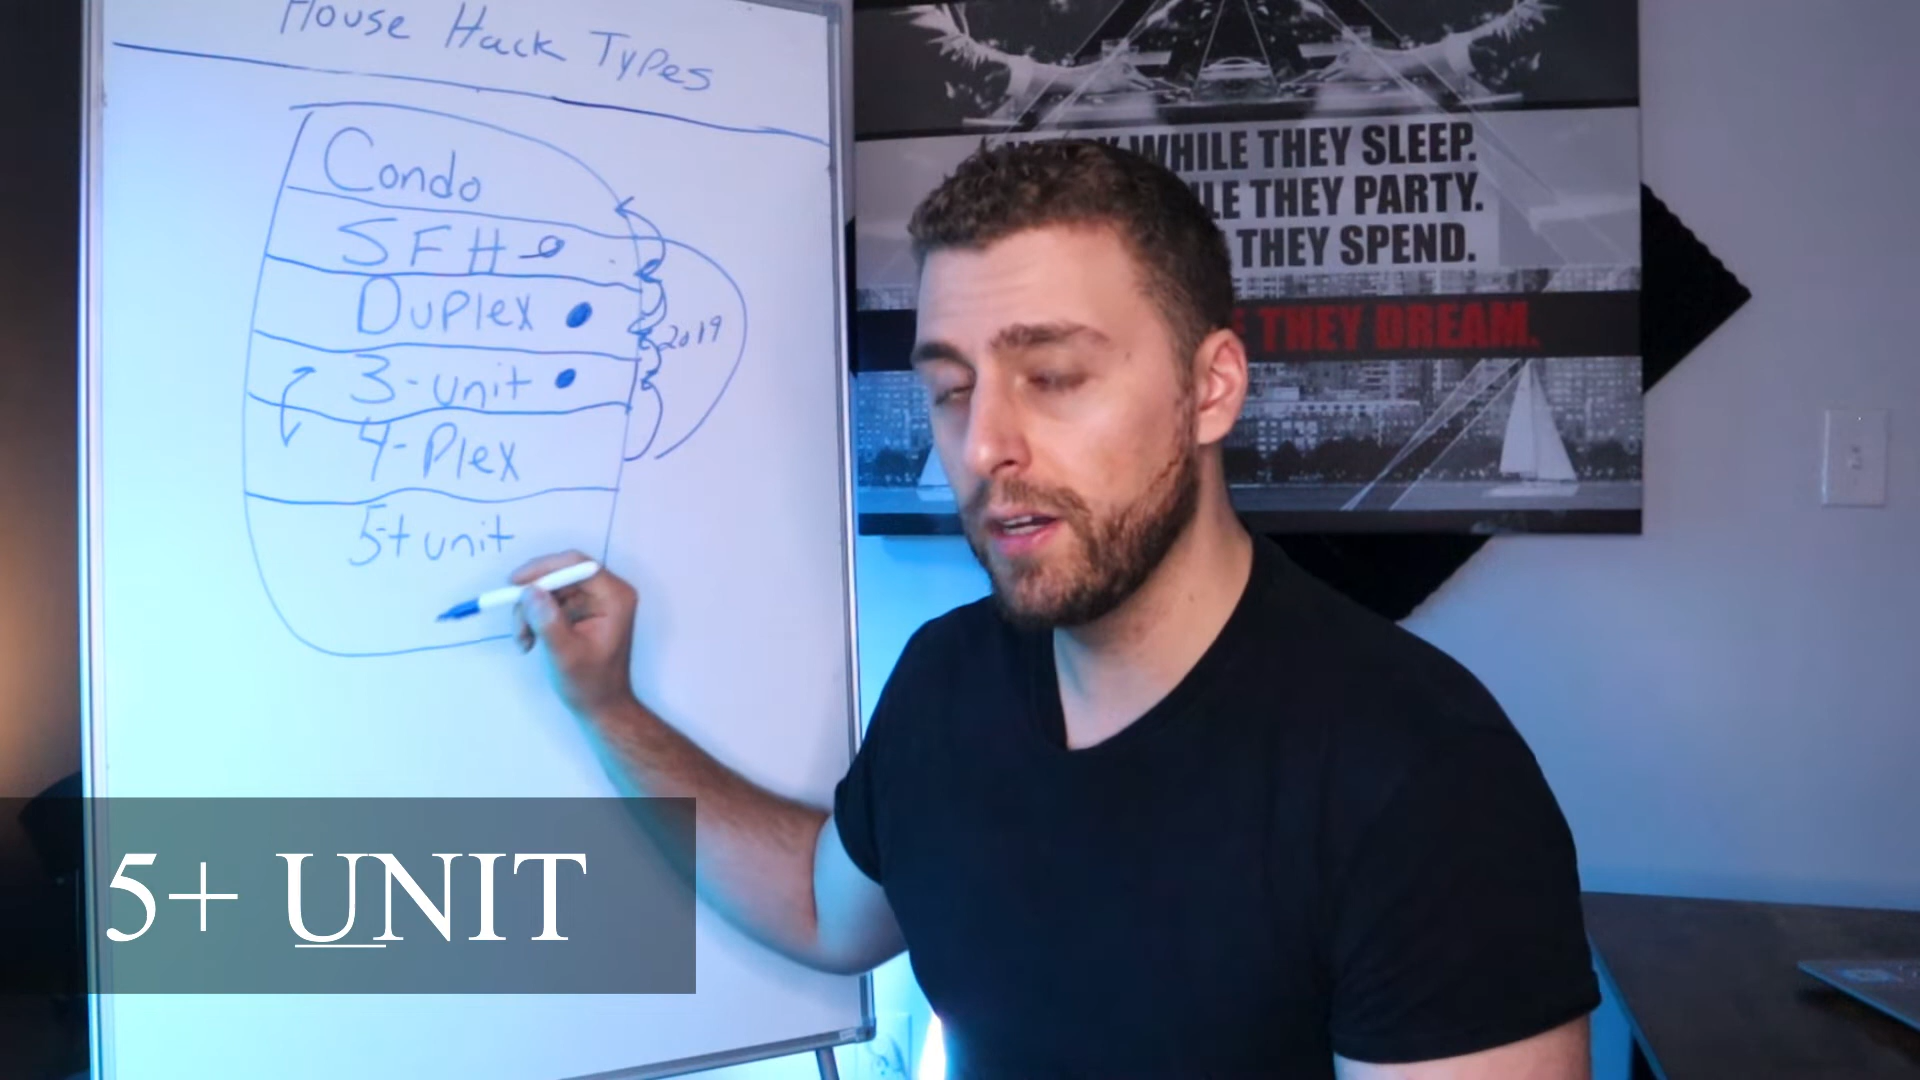 House Hack Types
Condo
SFH
Duplex
2019
3-unit
4-Plex
5+ unit
WHILE THEY SLEEP.
THEY PARTY.
THEY SPEND.
THEY DREAM.
5+ UNIT